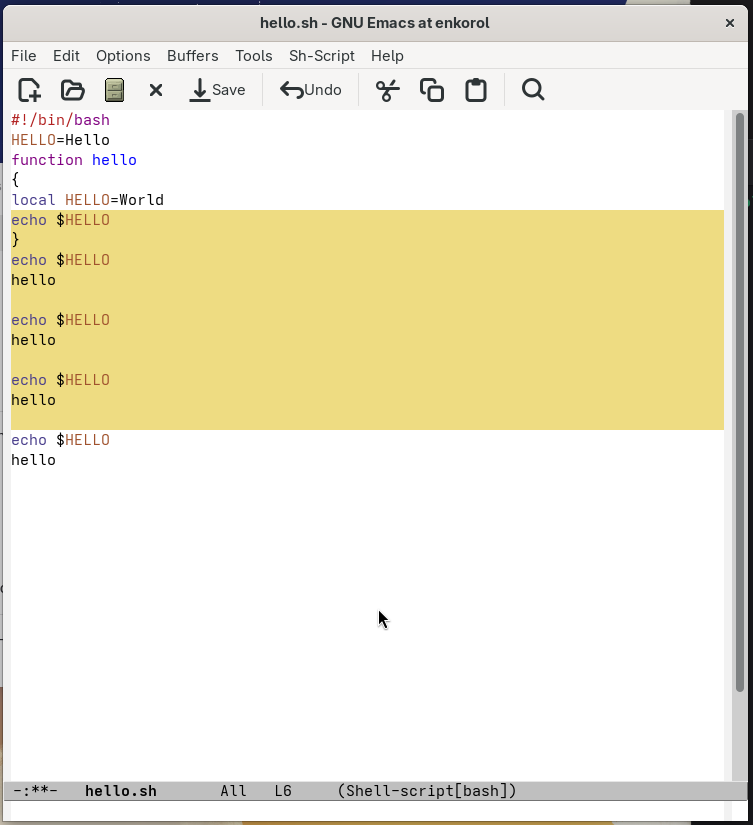 hello.sh - GNU Emacs at enkorol
File Edit Options Buffers Tools Sh-Script Help
Save Undo
#!/bin/bash
HELLO=Hello
function hello
{
local HELLO=World
echo $HELLO
}
echo $HELLO
hello
echo $HELLO
hello
echo $HELLO
hello
echo $HELLO
hello
-:**- hello.sh All L6 (Shell-script[bash])